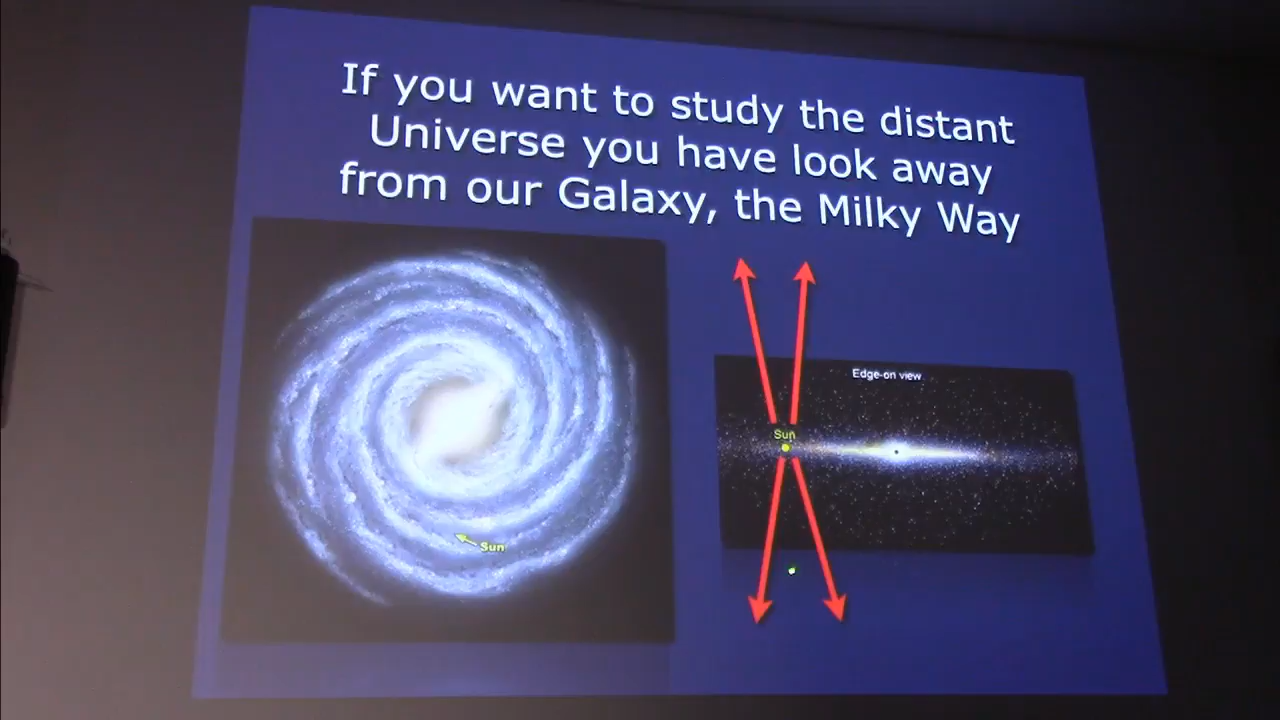 If you want to study the distant
Universe you have look away
from our Galaxy, the Milky Way
Edge-on view
Sun
Sun